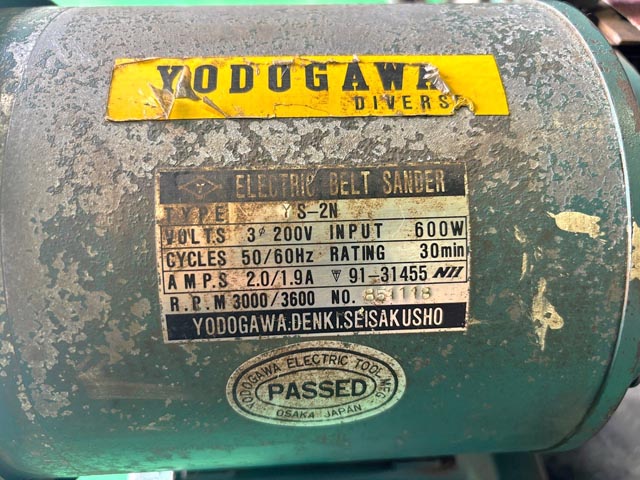 YODOGAWA
DIVERS
ELECTRIC BELT SANDER
TYPE YS-2N
VOLTS 3φ 200V INPUT 600W
CYCLES 50/60Hz RATING 30min
AMPS 2.0/1.9A 91-31455
R.P.M 3000/3600 NO. 851118
YODOGAWA.DENKI.SEISAKUSHO
YODOGAWA ELECTRIC TOOL MFG.
PASSED
OSAKA JAPAN